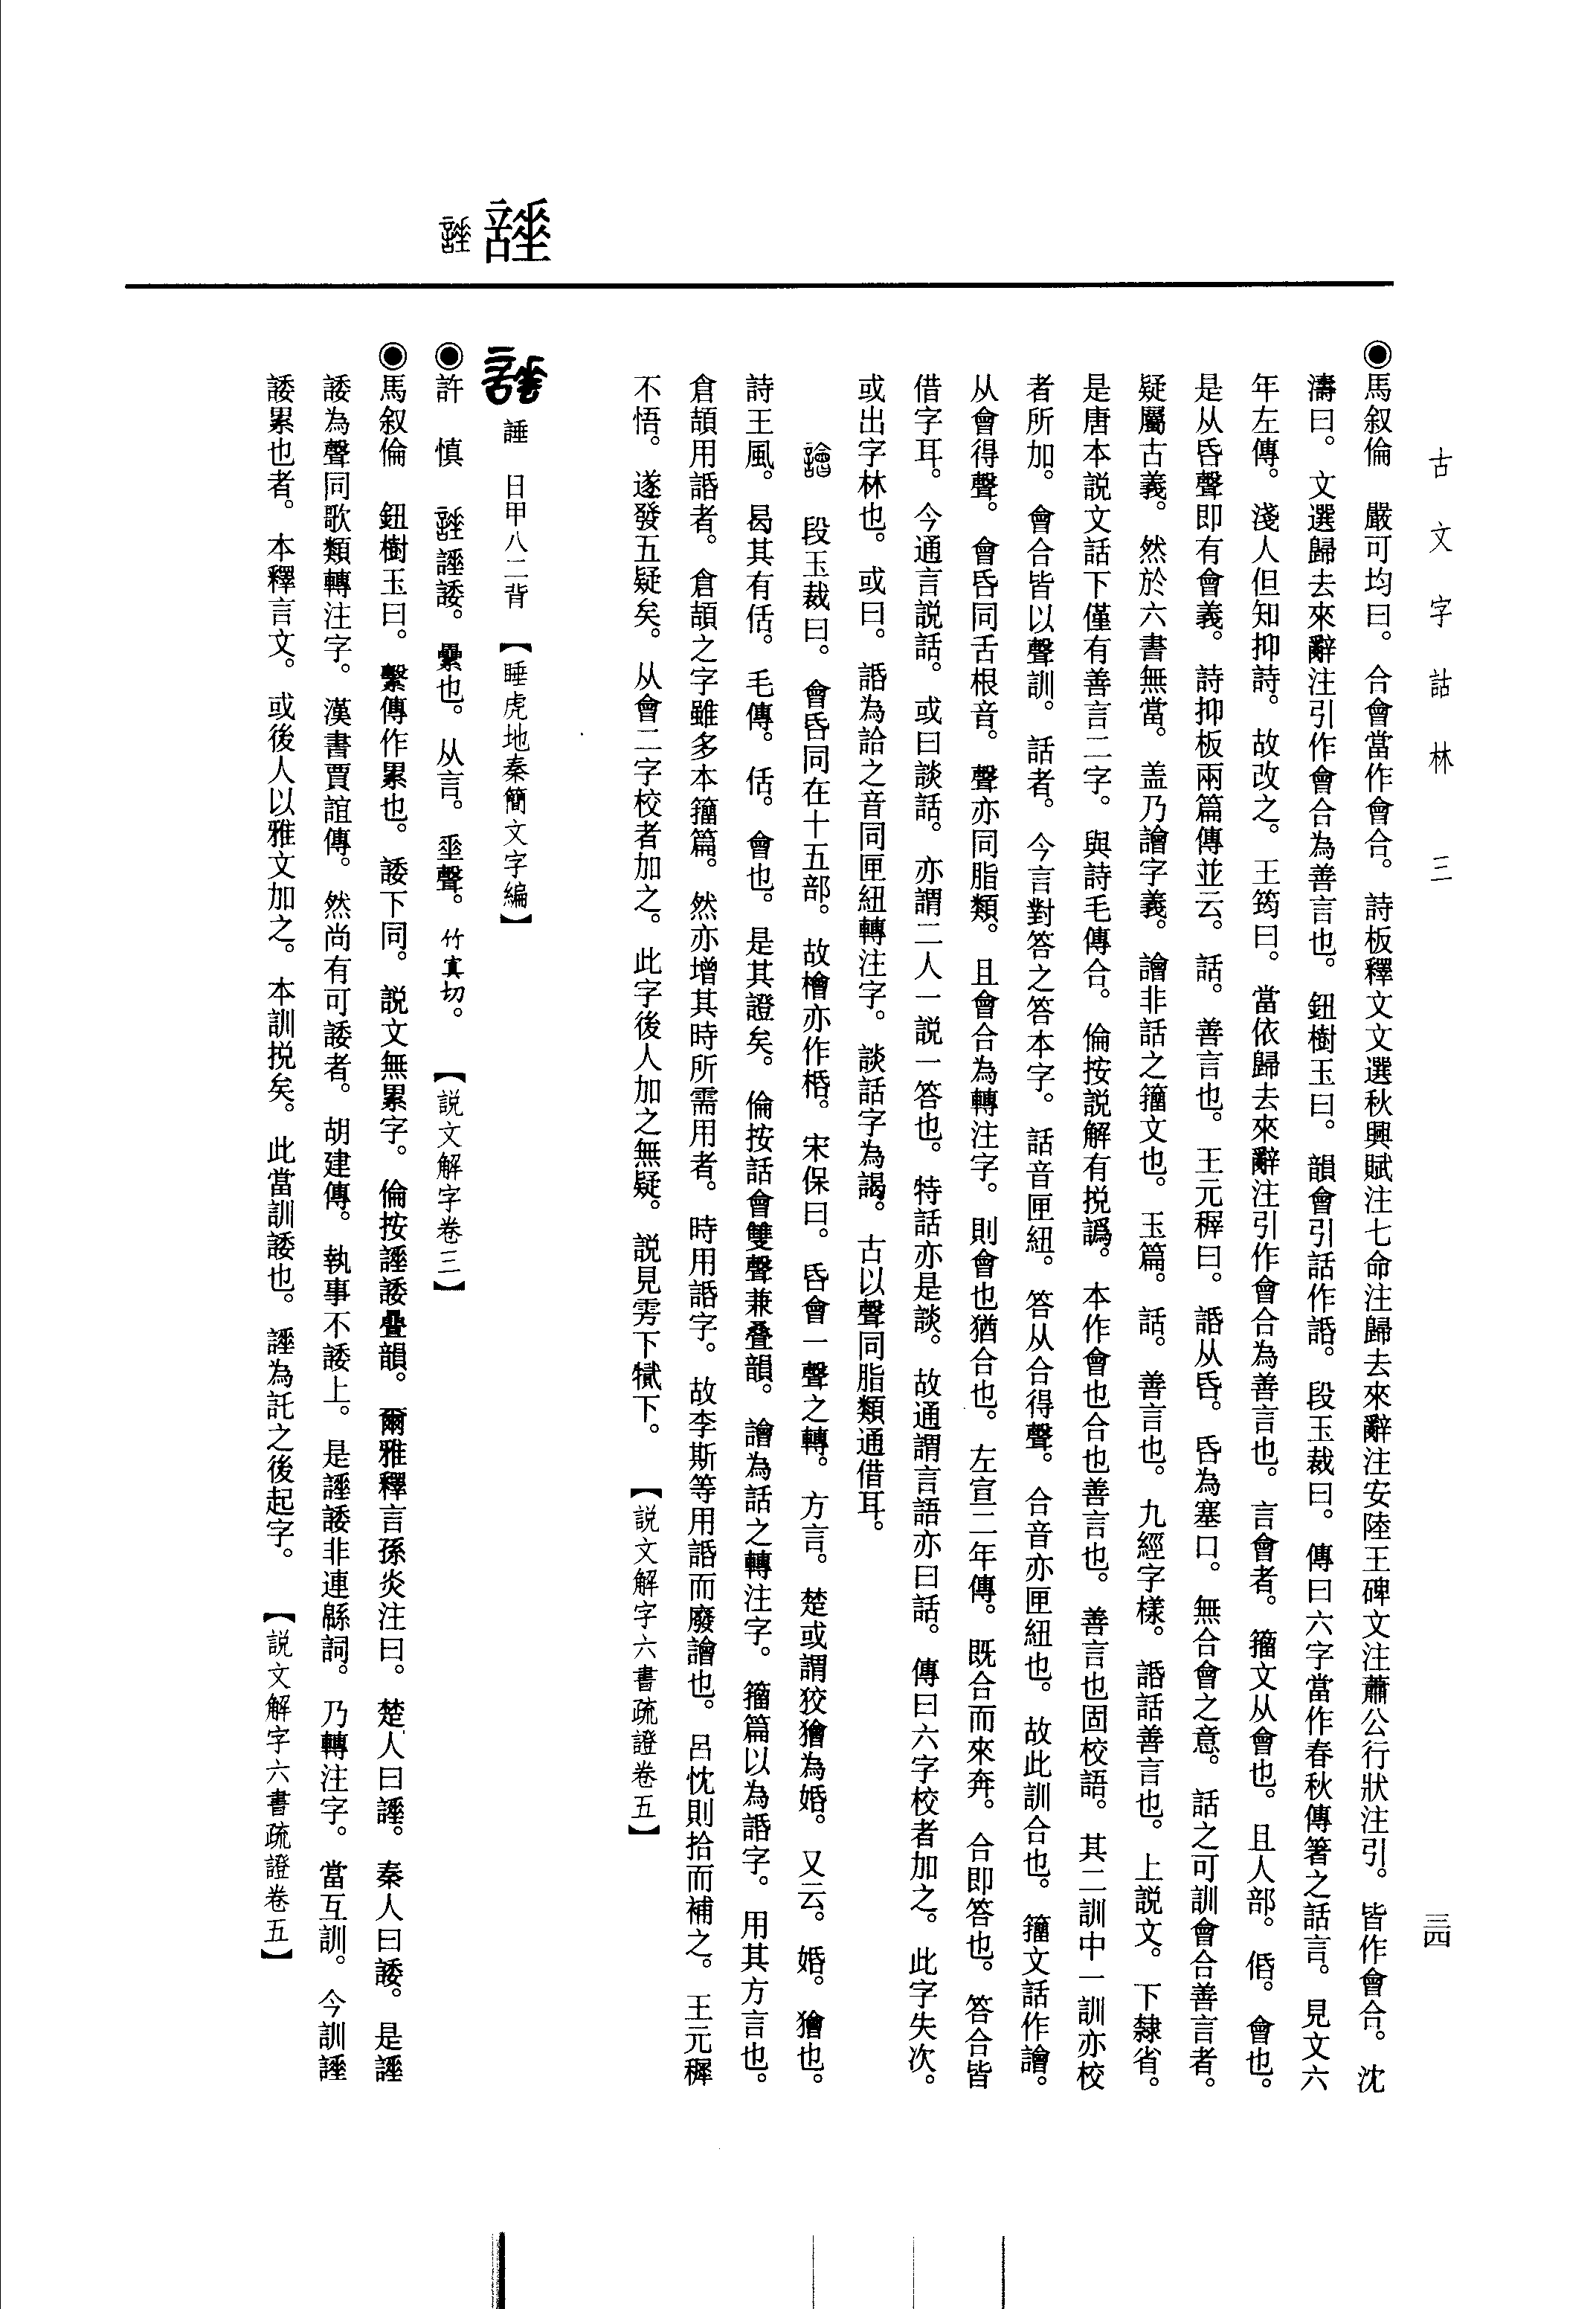 古文字詁林　三
三四
◉馬叙倫　嚴可均曰。合會當作會合。詩板釋文文選秋興賦注七命注歸去來辭注安陸王碑文注蕭公行狀注引。皆作會合。沈
濤曰。文選歸去來辭注引作會合為善言也。鈕樹玉曰。韻會引話作䛡。段玉裁曰。傳曰六字當作春秋傳箸之話言。見文六
年左傳。淺人但知抑詩。故改之。王筠曰。當依歸去來辭注引作會合為善言也。言會者。籀文从會也。且人部。佸。會也。
是从昏聲即有會義。詩抑板兩篇傳並云。話。善言也。王元穉曰。䛡从昏。昏為塞口。無合會之意。話之可訓會合善言者。
疑屬古義。然於六書無當。盖乃譮字義。譮非話之籀文也。玉篇。話。善言也。九經字樣。䛡話善言也。上説文。下隸省。
是唐本説文話下僅有善言二字。與詩毛傳合。倫按説解有捝譌。本作會也合也善言也。善言也固校語。其二訓中一訓亦校
者所加。會合皆以聲訓。話者。今言對答之答本字。話音匣紐。答从合得聲。合音亦匣紐也。故此訓合也。籀文話作譮。
从會得聲。會昏同舌根音。聲亦同脂類。且會合為轉注字。則會也猶合也。左宣二年傳。既合而來奔。合即答也。答合皆
借字耳。今通言説話。或曰談話。亦謂二人一説一答也。特話亦是談。故通謂言語亦曰話。傳曰六字校者加之。此字失次。
或出字林也。或曰。䛡為詥之音同匣紐轉注字。談話字為謁。古以聲同脂類通借耳。
譮　段玉裁曰。會昏同在十五部。故檜亦作栝。宋保曰。昏會一聲之轉。方言。楚或謂狡獪為婚。又云。婚。獪也。
詩王風。曷其有佸。毛傳。佸。會也。是其證矣。倫按話會雙聲兼叠韻。譮為話之轉注字。籀篇以為䛡字。用其方言也。
倉頡用䛡者。倉頡之字雖多本籀篇。然亦增其時所需用者。時用䛡字。故李斯等用䛡而廢譮也。呂忱則拾而補之。王元穉
不悟。遂發五疑矣。从會二字校者加之。此字後人加之無疑。説見雱下㹤下。【説文解字六書疏證卷五】
諈
諈
諈　日甲八二背　【睡虎地秦簡文字編】
◉許　慎　諈諈諉。纍也。从言。垂聲。竹寘切。　【説文解字卷三】
◉馬叙倫　鈕樹玉曰。繫傳作累也。諉下同。説文無累字。倫按諈諉疊韻。爾雅釋言孫炎注曰。楚人曰諈。秦人曰諉。是諈
諉為聲同歌類轉注字。漢書賈誼傳。然尚有可諉者。胡建傳。執事不諉上。是諈諉非連緜詞。乃轉注字。當互訓。今訓諈
諉累也者。本釋言文。或後人以雅文加之。本訓捝矣。此當訓諉也。諈為託之後起字。　【説文解字六書疏證卷五】